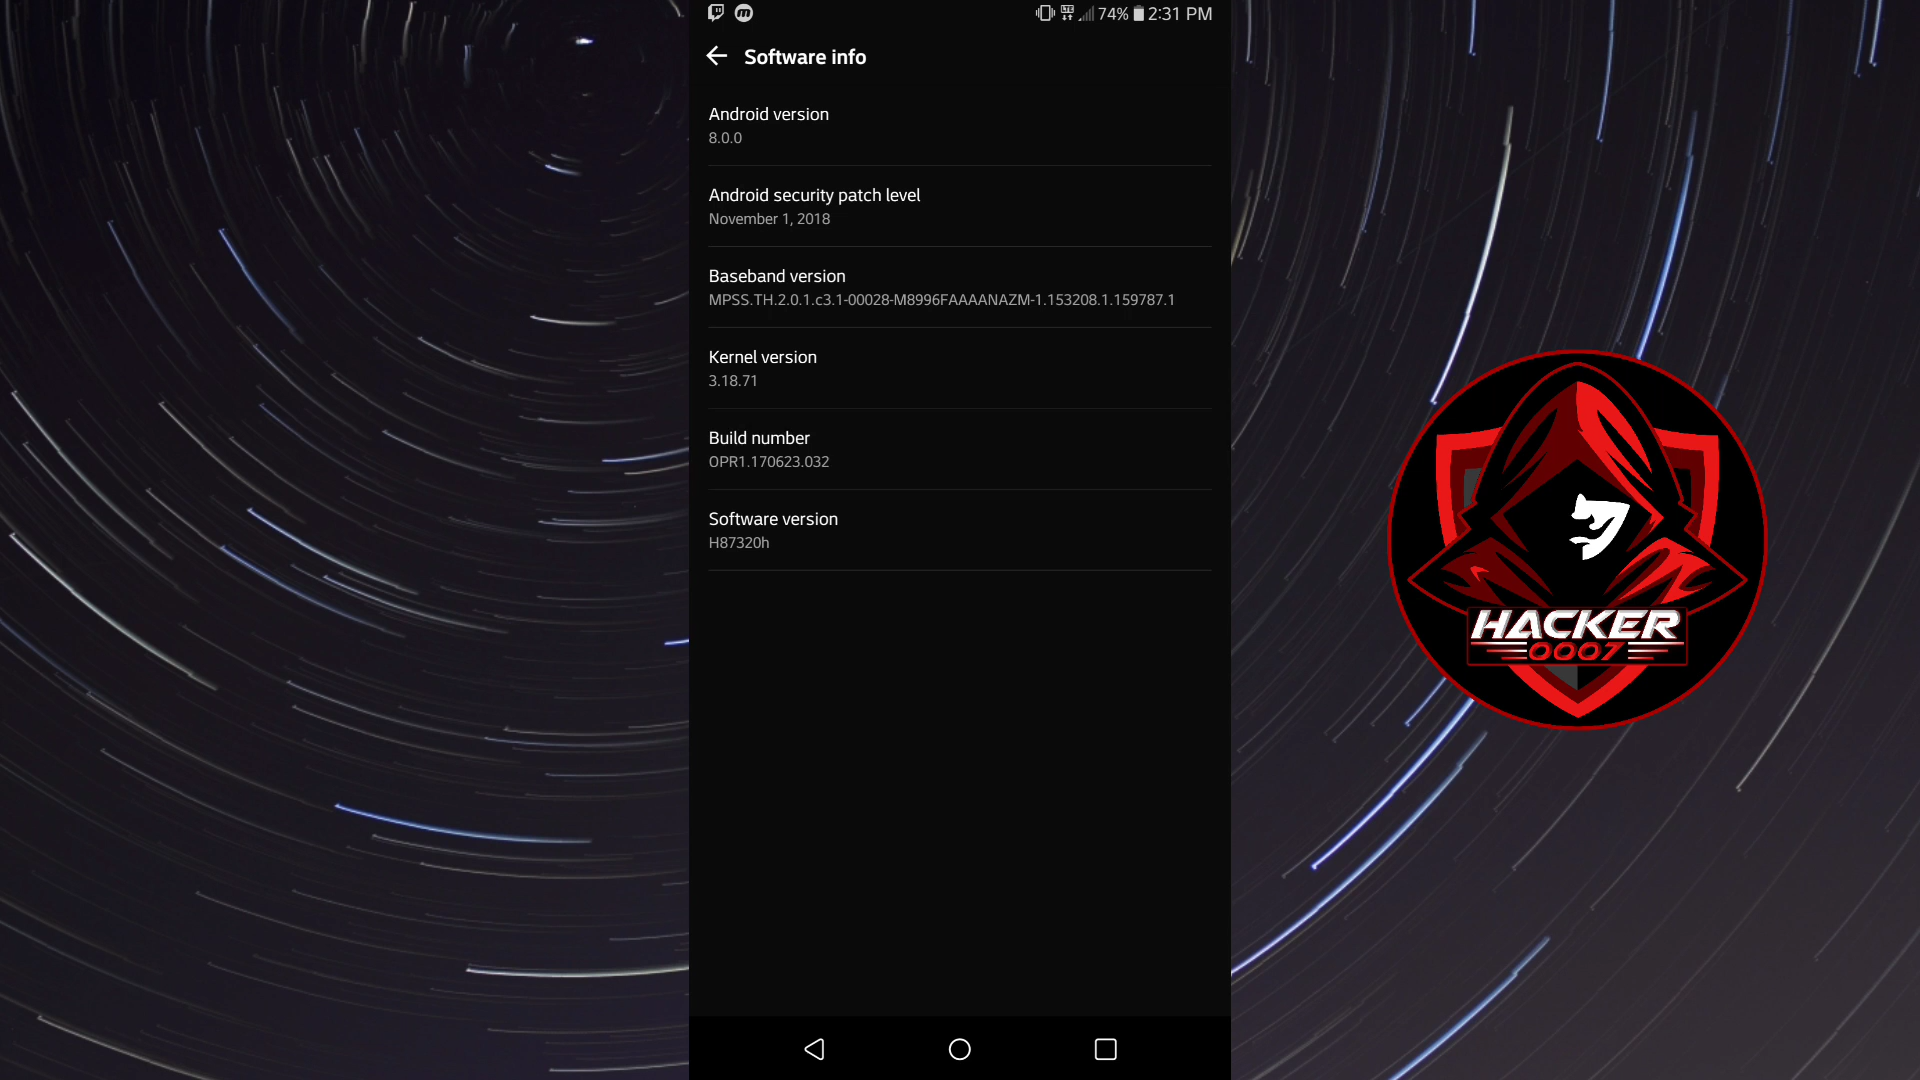 74% 2:31 PM
Software info
Android version
8.0.0
Android security patch level
November 1, 2018
Baseband version
MPSS.TH.2.0.1.c3.1-00028-M8996FAAAANAZM-1.153208.1.159787.1
Kernel version
3.18.71
Build number
OPR1.170623.032
Software version
H87320h
HACKER
0007